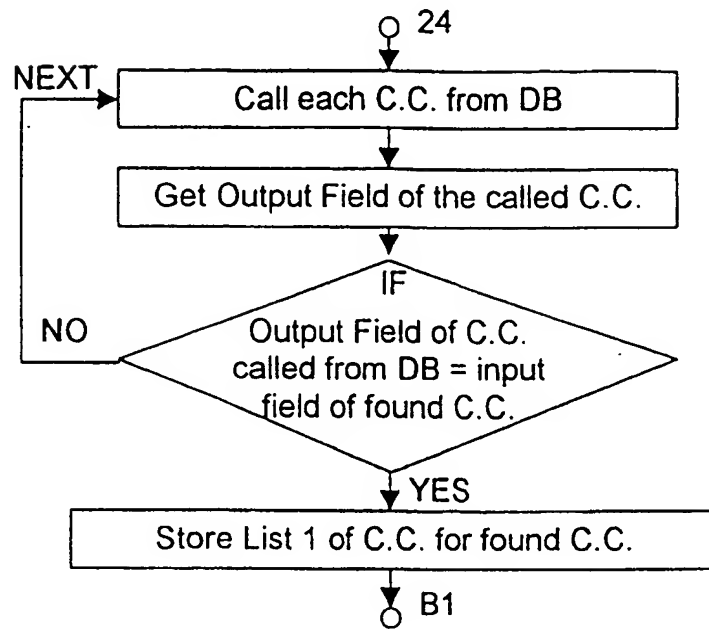 24
NEXT
Call each C.C. from DB
Get Output Field of the called C.C.
IF
NO
Output Field of C.C.
called from DB = input
field of found C.C.
YES
Store List 1 of C.C. for found C.C.
B1